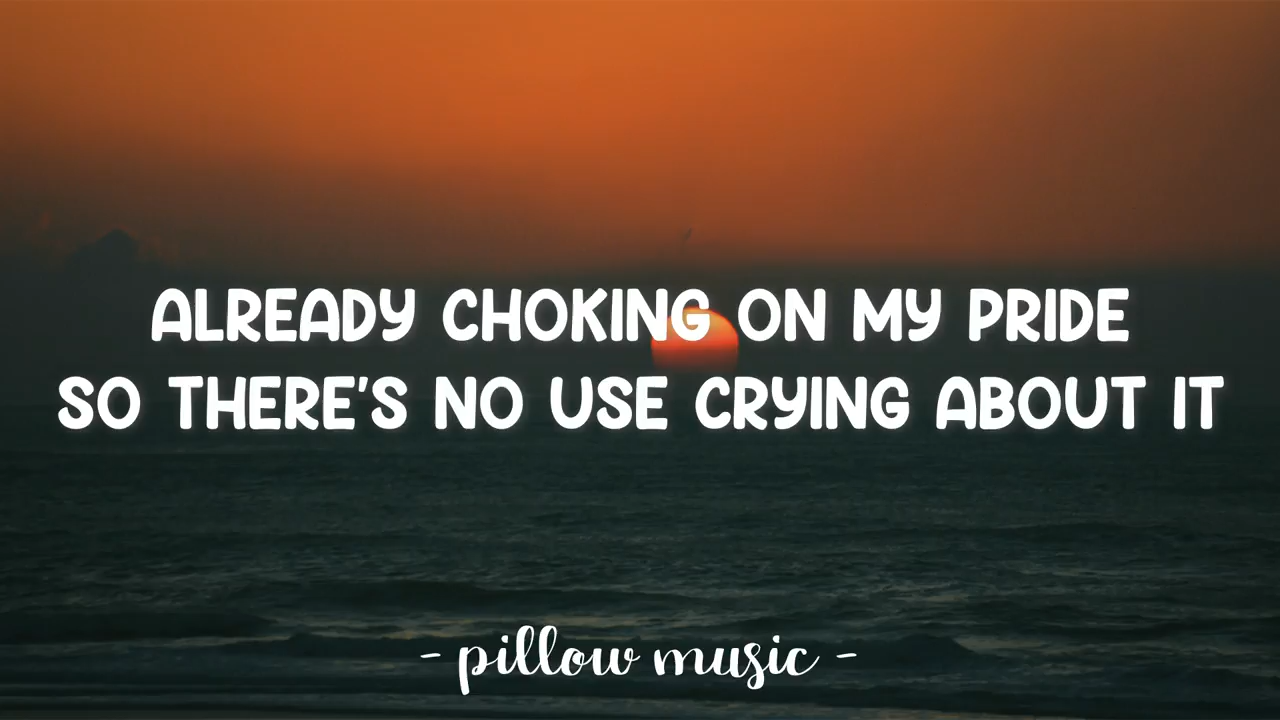 ALREADY CHOKING ON MY PRIDE
SO THERE'S NO USE CRYING ABOUT IT
- pillow music -